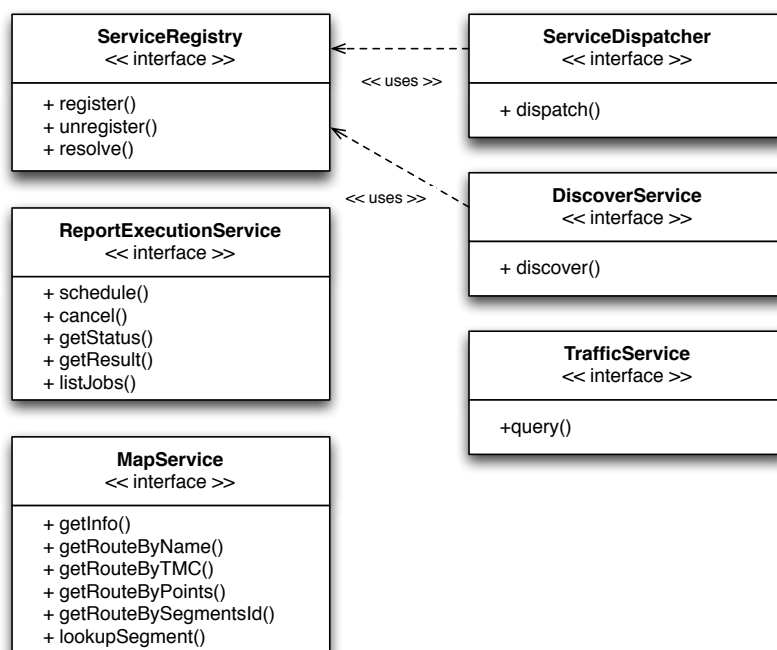 ServiceRegistry
<< interface >>
+ register()
+ unregister()
+ resolve()
<< uses >>
ServiceDispatcher
<< interface >>
+ dispatch()
<< uses >>
DiscoverService
<< interface >>
+ discover()
ReportExecutionService
<< interface >>
+ schedule()
+ cancel()
+ getStatus()
+ getResult()
+ listJobs()
TrafficService
<< interface >>
+query()
MapService
<< interface >>
+ getInfo()
+ getRouteByName()
+ getRouteByTMC()
+ getRouteByPoints()
+ getRouteBySegmentsId()
+ lookupSegment()